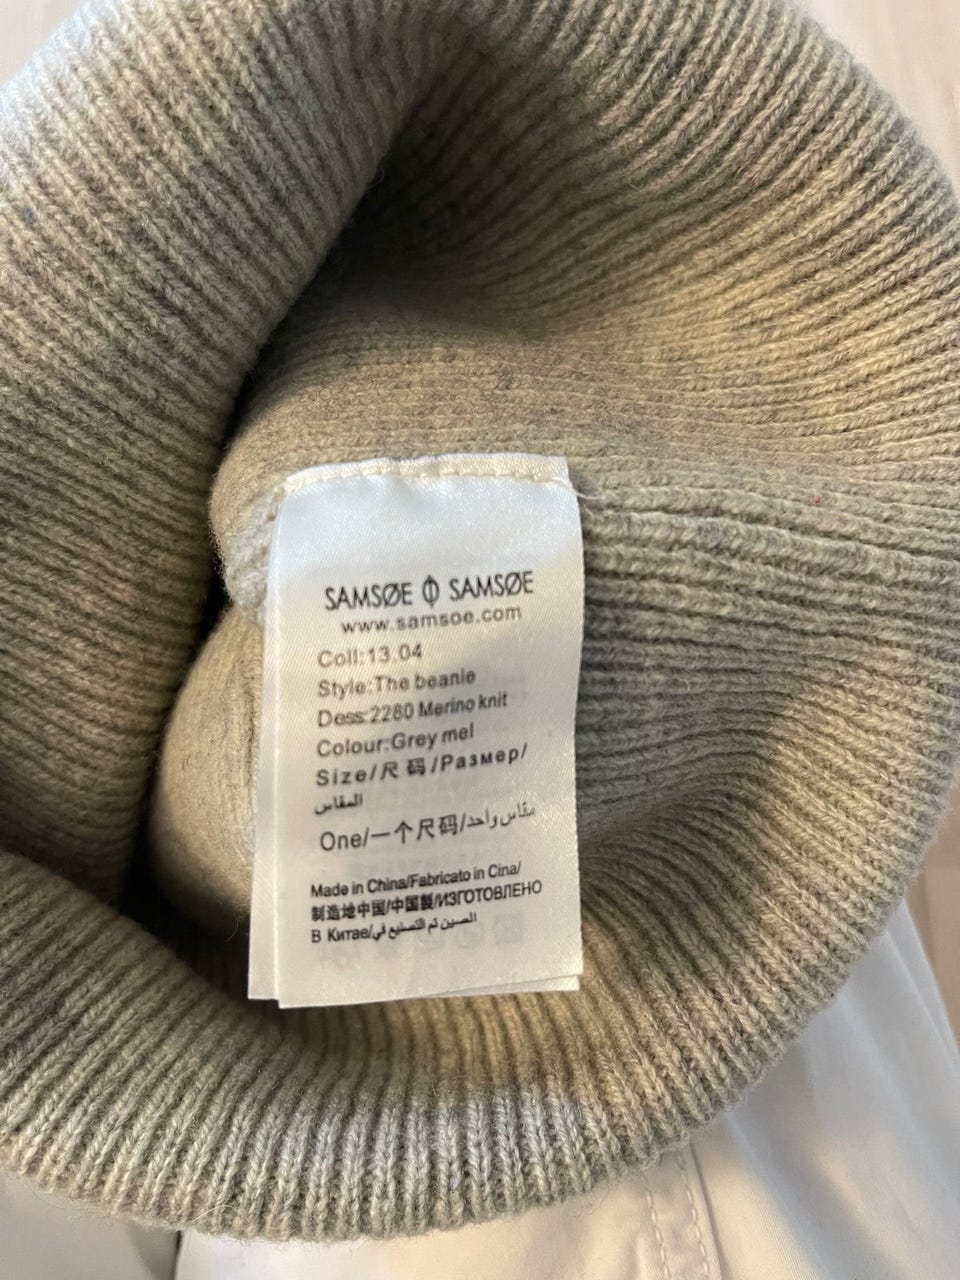 SAMSØE SAMSØE
www.samsoe.com
Coll:13.04
Style:The beanie
Dess:2280 Merino knit
Colour:Grey mel
Size/尺 码/Размер/
المقاس
One/一个尺码/مقاس واحد
Made in China/Fabricato in Cina/
制造地中国/中国製/ИЗГОТОВЛЕНО
В Китае/الصين تم التصنيع في